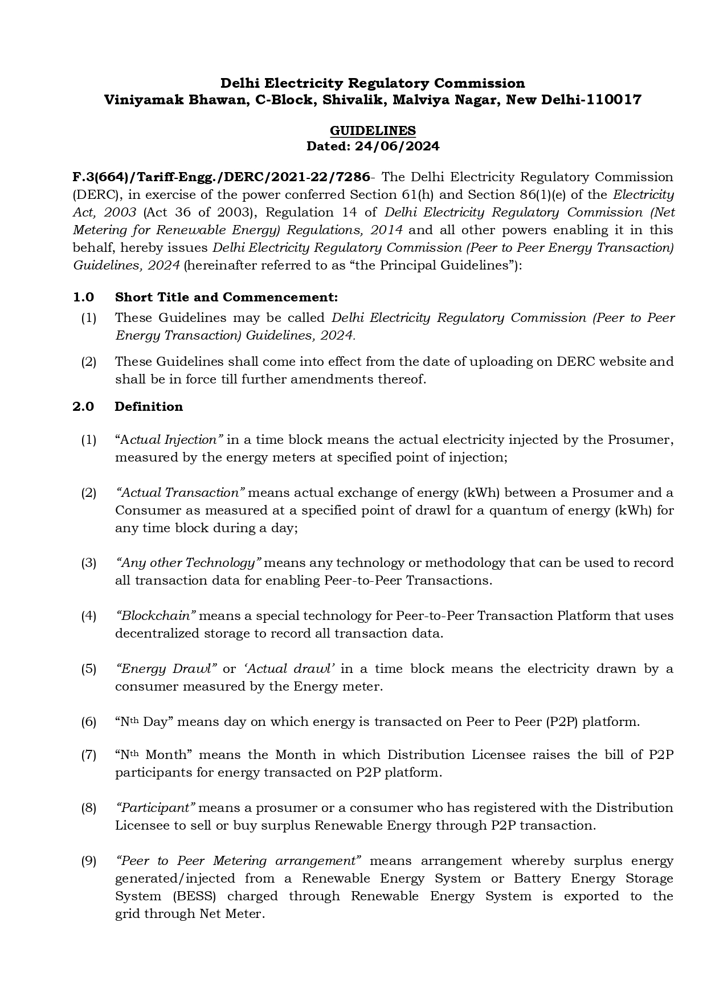 Delhi Electricity Regulatory Commission
Viniyamak Bhawan, C-Block, Shivalik, Malviya Nagar, New Delhi-110017
GUIDELINES
Dated: 24/06/2024
F.3(664)/Tariff-Engg./DERC/2021-22/7286- The Delhi Electricity Regulatory Commission
(DERC), in exercise of the power conferred Section 61(h) and Section 86(1)(e) of the Electricity
Act, 2003 (Act 36 of 2003), Regulation 14 of Delhi Electricity Regulatory Commission (Net
Metering for Renewable Energy) Regulations, 2014 and all other powers enabling it in this
behalf, hereby issues Delhi Electricity Regulatory Commission (Peer to Peer Energy Transaction)
Guidelines, 2024 (hereinafter referred to as “the Principal Guidelines”):
1.0 Short Title and Commencement:
(1) These Guidelines may be called Delhi Electricity Regulatory Commission (Peer to Peer
Energy Transaction) Guidelines, 2024.
(2) These Guidelines shall come into effect from the date of uploading on DERC website and
shall be in force till further amendments thereof.
2.0 Definition
(1) “Actual Injection” in a time block means the actual electricity injected by the Prosumer,
measured by the energy meters at specified point of injection;
(2) “Actual Transaction” means actual exchange of energy (kWh) between a Prosumer and a
Consumer as measured at a specified point of drawl for a quantum of energy (kWh) for
any time block during a day;
(3) “Any other Technology” means any technology or methodology that can be used to record
all transaction data for enabling Peer-to-Peer Transactions.
(4) “Blockchain” means a special technology for Peer-to-Peer Transaction Platform that uses
decentralized storage to record all transaction data.
(5) “Energy Drawl” or ‘Actual drawl’ in a time block means the electricity drawn by a
consumer measured by the Energy meter.
(6) “Nth Day” means day on which energy is transacted on Peer to Peer (P2P) platform.
(7) “Nth Month” means the Month in which Distribution Licensee raises the bill of P2P
participants for energy transacted on P2P platform.
(8) “Participant” means a prosumer or a consumer who has registered with the Distribution
Licensee to sell or buy surplus Renewable Energy through P2P transaction.
(9) “Peer to Peer Metering arrangement” means arrangement whereby surplus energy
generated/injected from a Renewable Energy System or Battery Energy Storage
System (BESS) charged through Renewable Energy System is exported to the
grid through Net Meter.